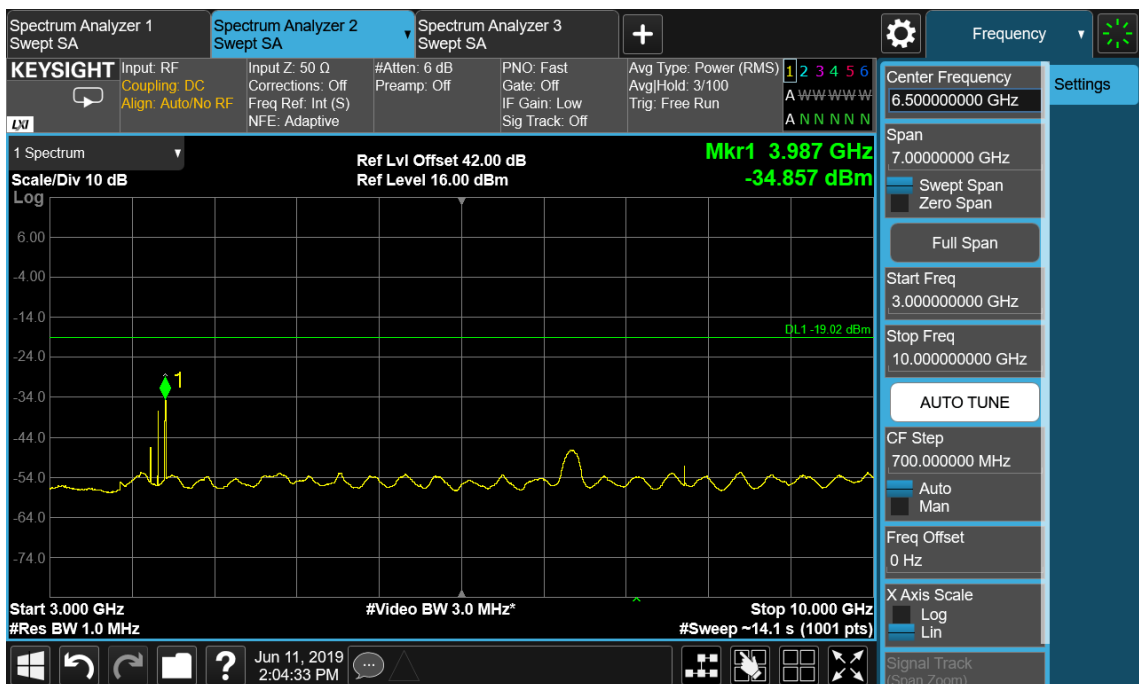 Spectrum Analyzer 1
Swept SA
Spectrum Analyzer 2
Swept SA
Spectrum Analyzer 3
Swept SA
Frequency
KEYSIGHT
LXI
Input: RF
Coupling: DC
Align: Auto/No RF
Input Z: 50 Ω
Corrections: Off
Freq Ref: Int (S)
NFE: Adaptive
#Atten: 6 dB
Preamp: Off
PNO: Fast
Gate: Off
IF Gain: Low
Sig Track: Off
Avg Type: Power (RMS)
Avg|Hold: 3/100
Trig: Free Run
1 2 3 4 5 6
A W W W W W
A N N N N N
1 Spectrum
Scale/Div 10 dB
Ref Lvl Offset 42.00 dB
Ref Level 16.00 dBm
Mkr1 3.987 GHz
-34.857 dBm
Log
6.00
-4.00
-14.0
-24.0
-34.0
-44.0
-54.0
-64.0
-74.0
DL1 -19.02 dBm
1
Start 3.000 GHz
#Res BW 1.0 MHz
#Video BW 3.0 MHz*
Stop 10.000 GHz
#Sweep ~14.1 s (1001 pts)
Center Frequency
6.500000000 GHz
Span
7.00000000 GHz
Swept Span
Zero Span
Full Span
Start Freq
3.000000000 GHz
Stop Freq
10.000000000 GHz
AUTO TUNE
CF Step
700.000000 MHz
Auto
Man
Freq Offset
0 Hz
X Axis Scale
Log
Lin
Signal Track
(Span Zoom)
Settings
?
Jun 11, 2019
2:04:33 PM